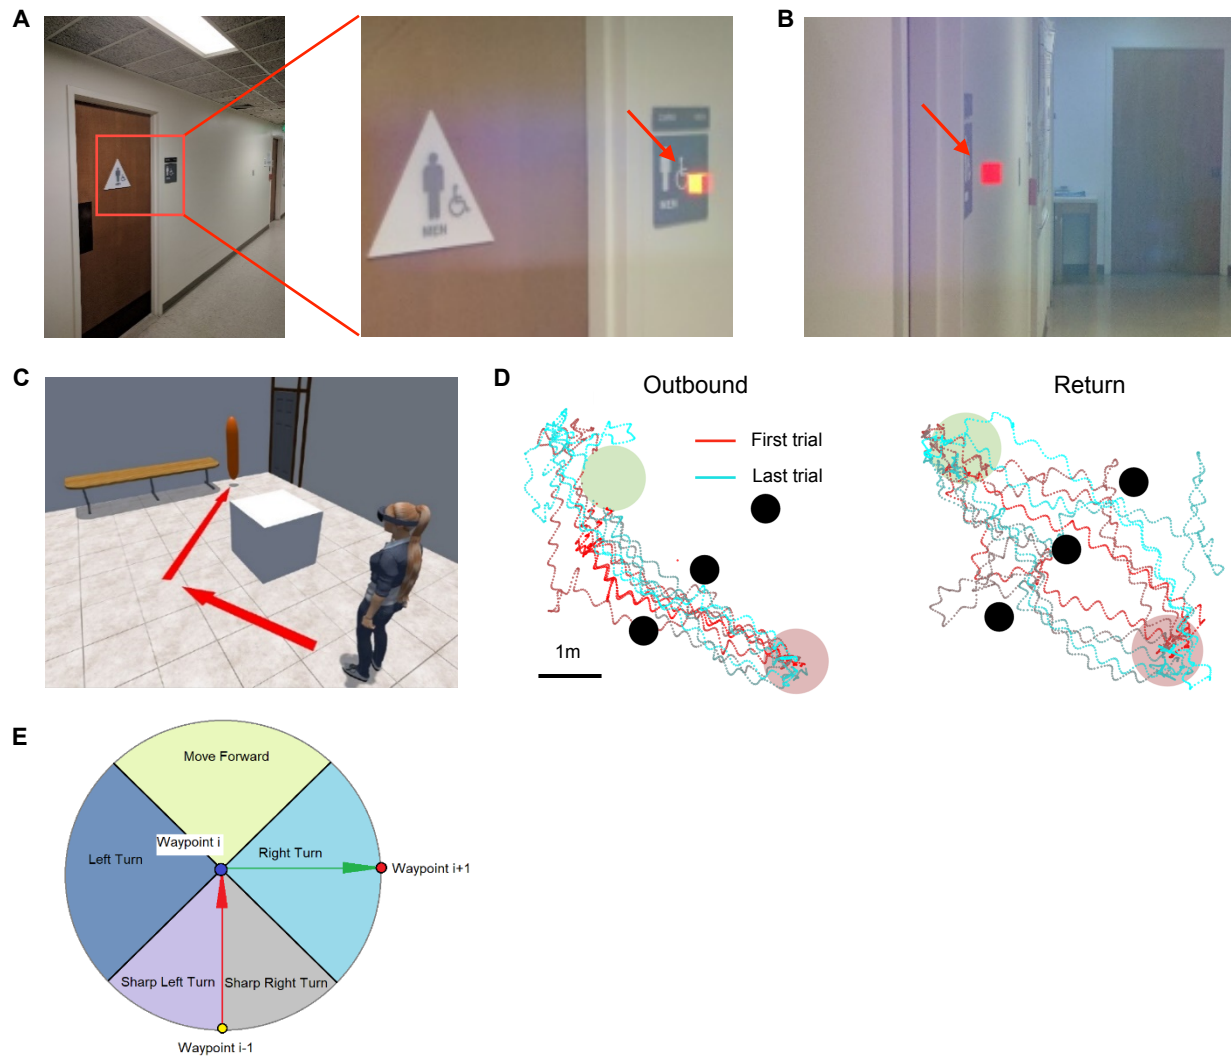 A
B
MEN
MEN
C
D
Outbound
Return
First trial
Last trial
1m
E
Move Forward
Waypoint i
Left Turn
Right Turn
Waypoint i+1
Sharp Left Turn
Sharp Right Turn
Waypoint i-1